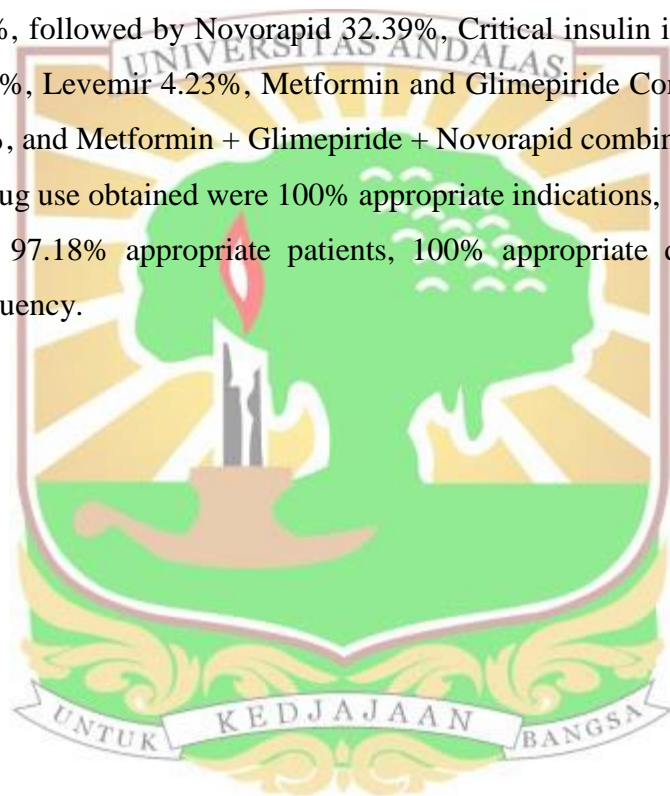 %, followed by Novorapid 32.39%, Critical insulin i
UNIVERSITAS ANDALAS
%, Levemir 4.23%, Metformin and Glimepiride Co
, and Metformin + Glimepiride + Novorapid combin
ug use obtained were 100% appropriate indications,
97.18% appropriate patients, 100% appropriate
uency.
UNTUK KEDJAJAAN BANGSA